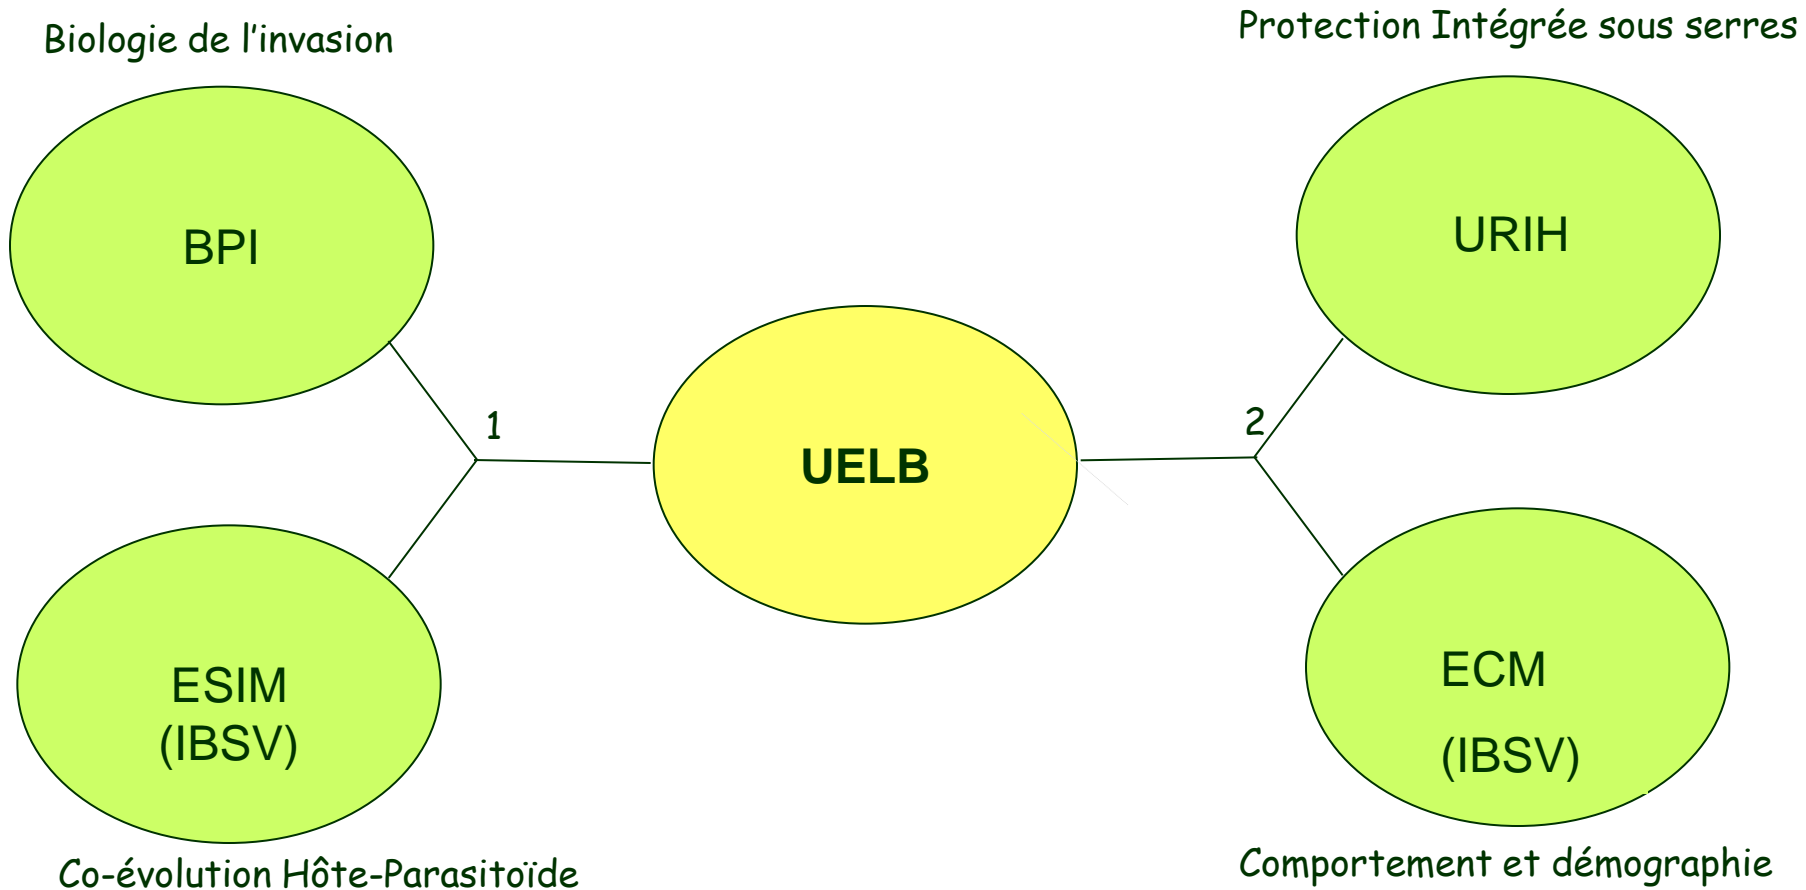 Biologie de l'invasion
Protection Intégrée sous serres
BPI
URIH
1
2
UELB
ESIM
(IBSV)
ECM
(IBSV)
Co-évolution Hôte-Parasitoïde
Comportement et démographie